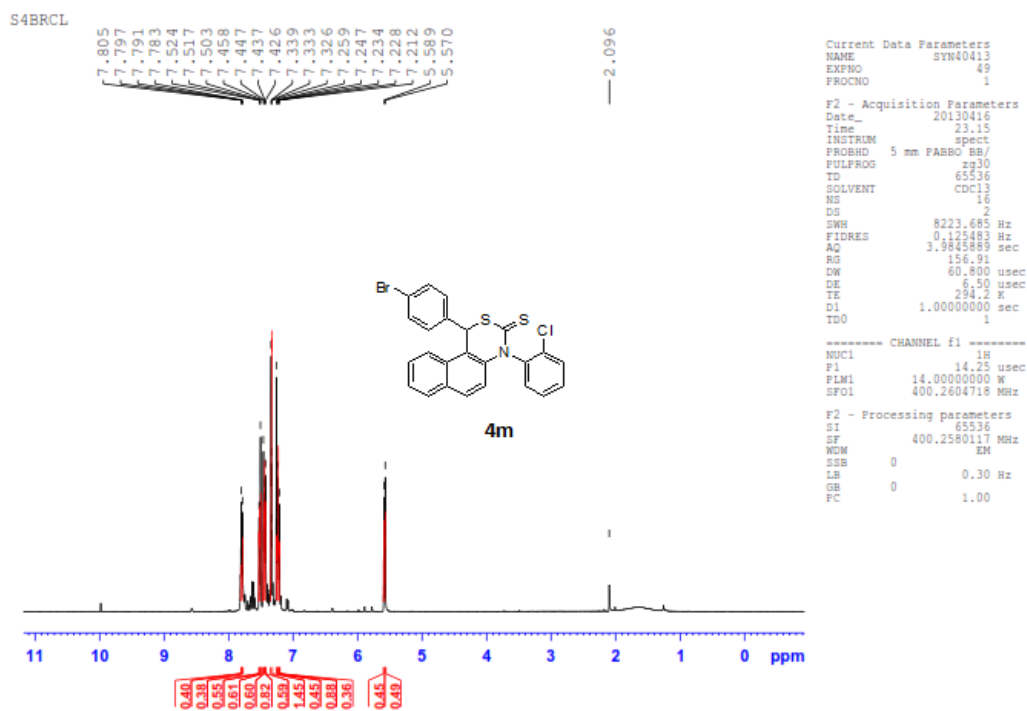 S4BRCL
7.805
7.797
7.791
7.783
7.524
7.517
7.503
7.458
7.447
7.437
7.426
7.339
7.333
7.326
7.259
7.247
7.234
7.228
7.212
5.589
5.570
2.096
Current Data Parameters
NAME SYN40413
EXPNO 49
PROCNO 1
F2 - Acquisition Parameters
Date_ 20130416
Time 23.15
INSTRUM spect
PROBHD 5 mm PABBO BB/
PULPROG zg30
TD 65536
SOLVENT CDCl3
NS 16
DS 2
SWH 8223.685 Hz
FIDRES 0.125483 Hz
AQ 3.9845889 sec
RG 156.91
DW 60.800 usec
DE 6.50 usec
TE 294.2 K
D1 1.00000000 sec
TD0 1
======== CHANNEL f1 ========
NUC1 1H
P1 14.25 usec
PLW1 14.00000000 W
SFO1 400.2604718 MHz
F2 - Processing parameters
SI 65536
SF 400.2580117 MHz
WDW EM
SSB 0
LB 0.30 Hz
GB 0
PC 1.00
Br
S S Cl
N
4m
11 10 9 8 7 6 5 4 3 2 1 0 ppm
0.40
0.38
0.55
0.61
0.60
0.82
0.59
1.45
0.45
0.88
0.36
0.45
0.49